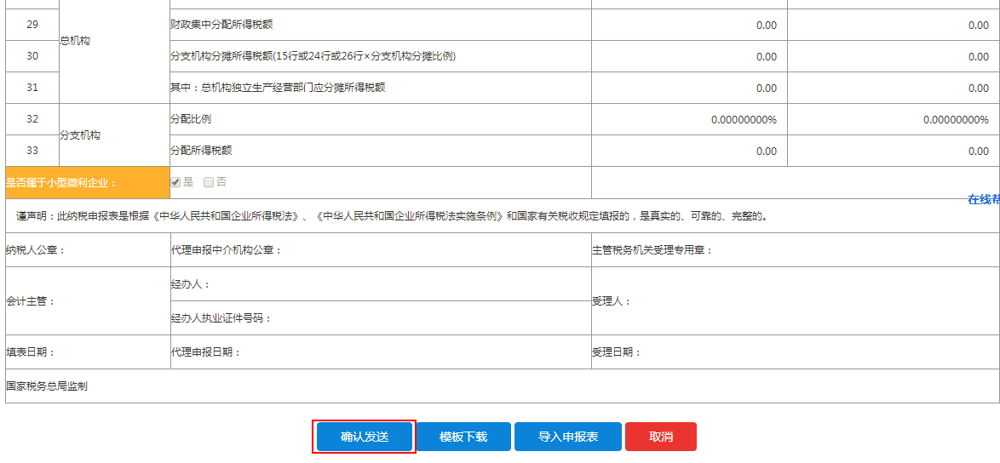 29 总机构 财政集中分配所得税额 0.00 0.00
30 分支机构分摊所得税额(15行或24行或26行×分支机构分摊比例) 0.00 0.00
31 其中：总机构独立生产经营部门应分摊所得税额 0.00 0.00
32 分支机构 分配比例 0.00000000% 0.00000000%
33 分配所得税额 0.00 0.00
是否属于小型微利企业： 是 否
在线帮
谨声明：此纳税申报表是根据《中华人民共和国企业所得税法》、《中华人民共和国企业所得税法实施条例》和国家有关税收规定填报的，是真实的、可靠的、完整的。
纳税人公章： 代理申报中介机构公章： 主管税务机关受理专用章：
会计主管： 经办人： 受理人：
经办人执业证件号码：
填表日期： 代理申报日期： 受理日期：
国家税务总局监制
确认发送 模板下载 导入申报表 取消